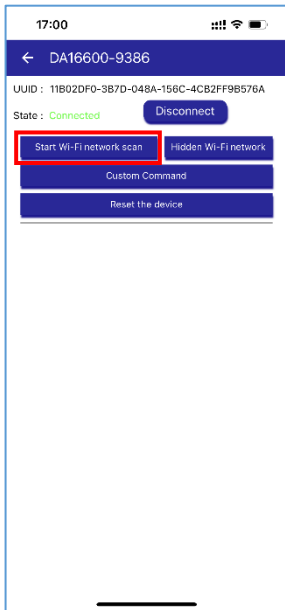 17:00
← DA16600-9386
UUID : 11B02DF0-3B7D-048A-156C-4CB2FF9B576A
State : Connected
Disconnect
Start Wi-Fi network scan
Hidden Wi-Fi network
Custom Command
Reset the device